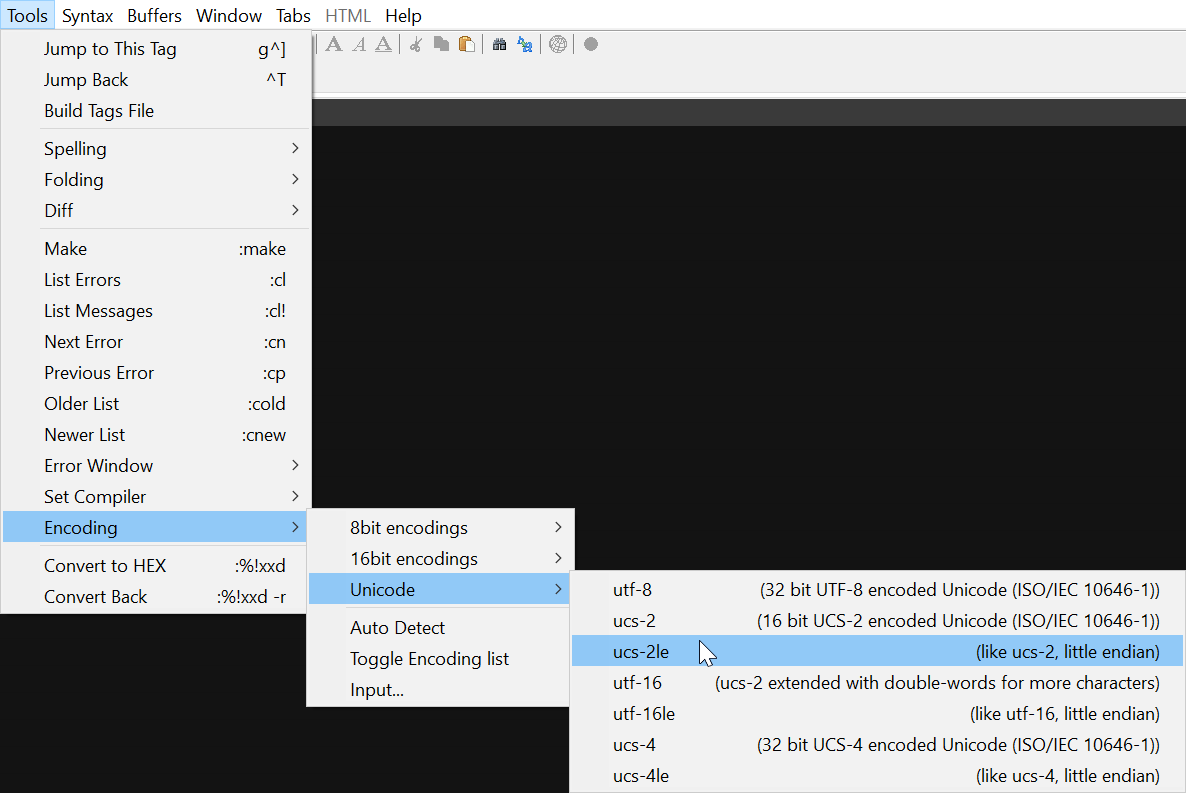 Tools Syntax Buffers Window Tabs HTML Help
Jump to This Tag g^]
Jump Back ^T
Build Tags File
Spelling
Folding
Diff
Make :make
List Errors :cl
List Messages :cl!
Next Error :cn
Previous Error :cp
Older List :cold
Newer List :cnew
Error Window
Set Compiler
Encoding
Convert to HEX :%!xxd
Convert Back :%!xxd -r
8bit encodings
16bit encodings
Unicode
Auto Detect
Toggle Encoding list
Input...
utf-8 (32 bit UTF-8 encoded Unicode (ISO/IEC 10646-1))
ucs-2 (16 bit UCS-2 encoded Unicode (ISO/IEC 10646-1))
ucs-2le (like ucs-2, little endian)
utf-16 (ucs-2 extended with double-words for more characters)
utf-16le (like utf-16, little endian)
ucs-4 (32 bit UCS-4 encoded Unicode (ISO/IEC 10646-1))
ucs-4le (like ucs-4, little endian)